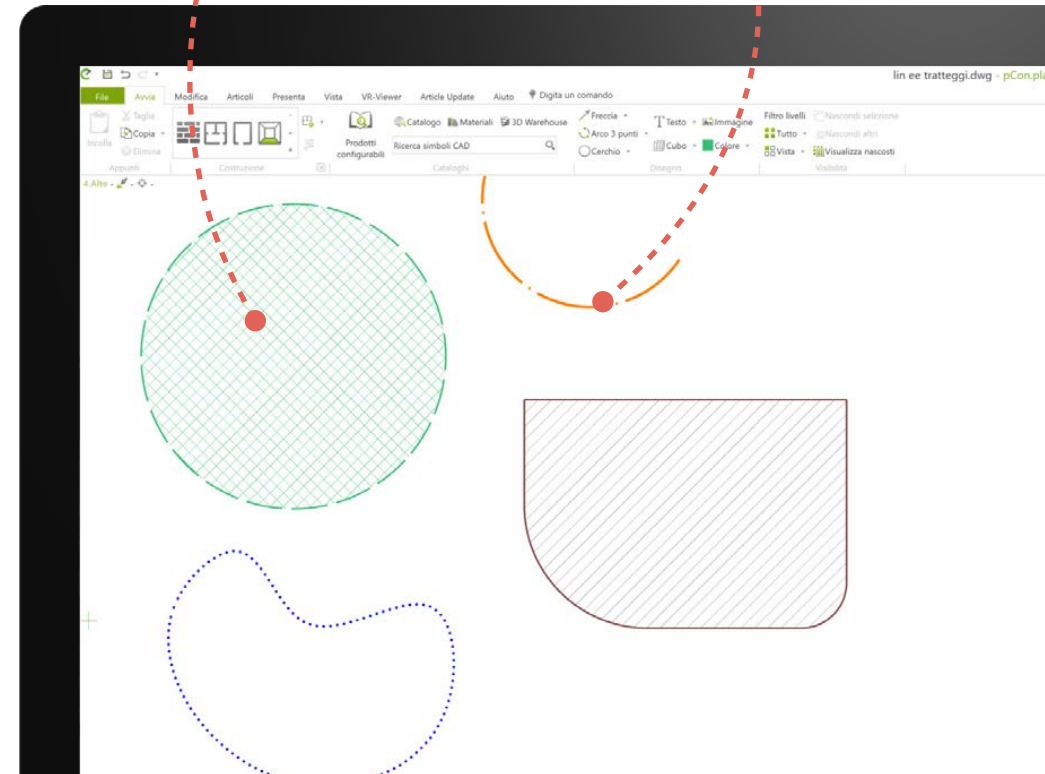 lin ee tratteggi.dwg - pCon.pla
File Avvia Modifica Articoli Presenta Vista VR-Viewer Article Update Aiuto Digita un comando
Incolla
Taglia
Copia
Elimina
Appunti
Costruzione
Prodotti
configurabili
Catalogo Materiali 3D Warehouse
Ricerca simboli CAD
Cataloghi
Freccia
Arco 3 punti
Cerchio
Testo Immagine
Cubo Colore
Disegno
Filtro livelli Nascondi selezione
Tutto Nascondi altri
Vista Visualizza nascosti
Visibilità
4.Alto